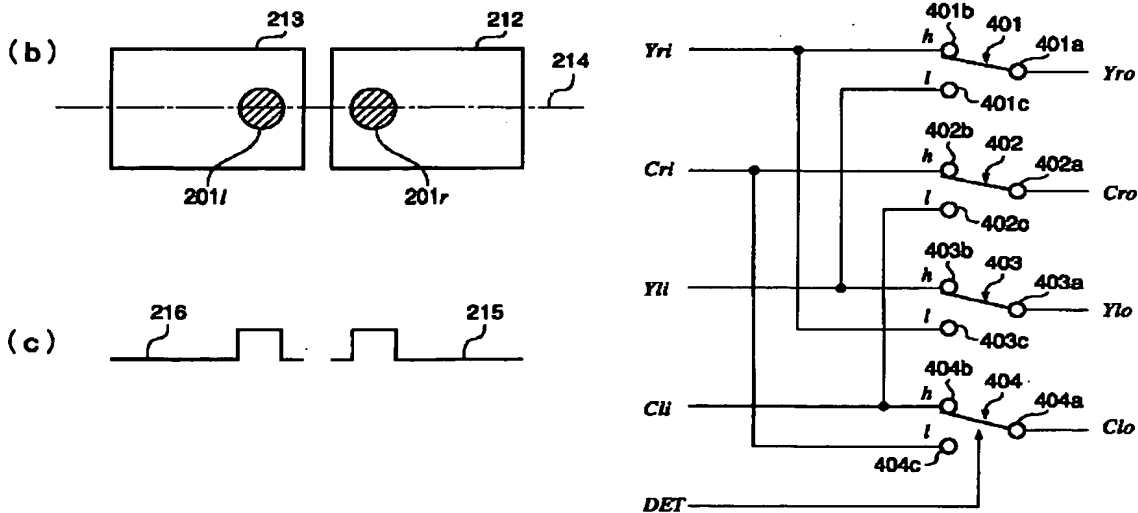 (b)
213
212
214
201l
201r
(c)
216
215
Yri
h
401b
401
401a
Yro
l
401c
402b
Cri
h
402
402a
Cro
l
402c
403b
Yli
h
403
403a
Ylo
l
403c
404b
Cli
h
404
404a
Clo
l
404c
DET